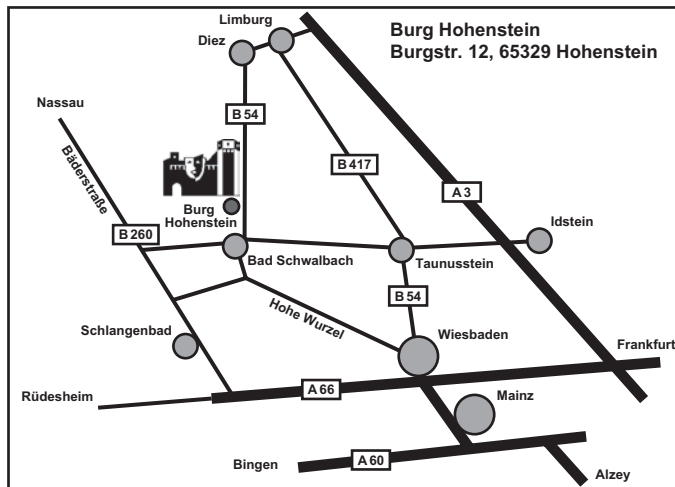 Burg Hohenstein
Burgstr. 12, 65329 Hohenstein
Limburg
Diez
Nassau
B 54
Bäderstraße
B 417
A 3
Burg
Hohenstein
Idstein
B 260
Bad Schwalbach
Taunusstein
B 54
Hohe Wurzel
Schlangenbad
Wiesbaden
Frankfurt
A 66
Rüdesheim
Mainz
Bingen
A 60
Alzey